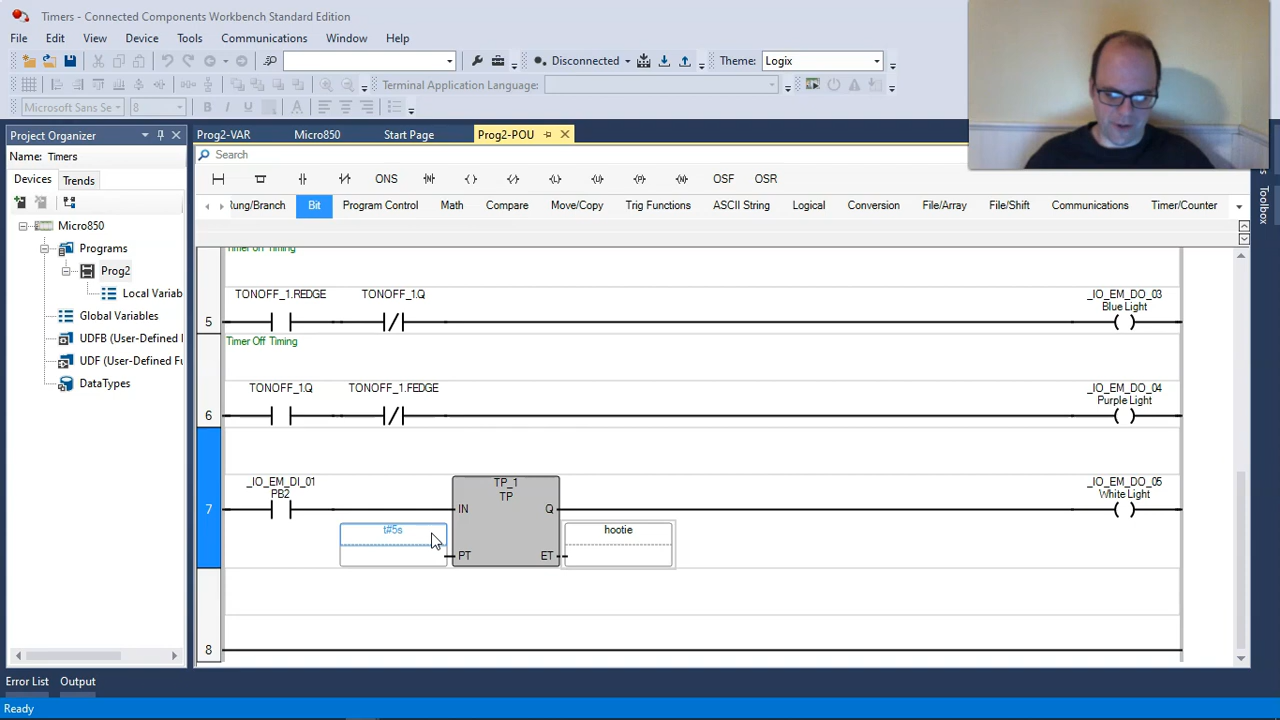 Timers - Connected Components Workbench Standard Edition
File Edit View Device Tools Communications Window Help
Disconnected Theme: Logix
Terminal Application Language:
Microsoft Sans Se 8 B I U A
Project Organizer
Prog2-VAR Micro850 Start Page Prog2-POU
Name: Timers
Search
Devices Trends
ONS OSF OSR
Rung/Branch Bit Program Control Math Compare Move/Copy Trig Functions ASCII String Logical Conversion File/Array File/Shift Communications Timer/Counter
Toolbox
Micro850
Programs
Prog2
Local Variab
Global Variables
UDFB (User-Defined
UDF (User-Defined Fu
DataTypes
Timer off Timing
TONOFF_1.REDGE TONOFF_1.Q _IO_EM_DO_03
Blue Light
5
Timer Off Timing
TONOFF_1.Q TONOFF_1.FEDGE _IO_EM_DO_04
Purple Light
6
_IO_EM_DI_01 TP_1 _IO_EM_DO_05
PB2 TP White Light
7 IN Q
t#5s hootie
PT ET
8
Error List Output
Ready